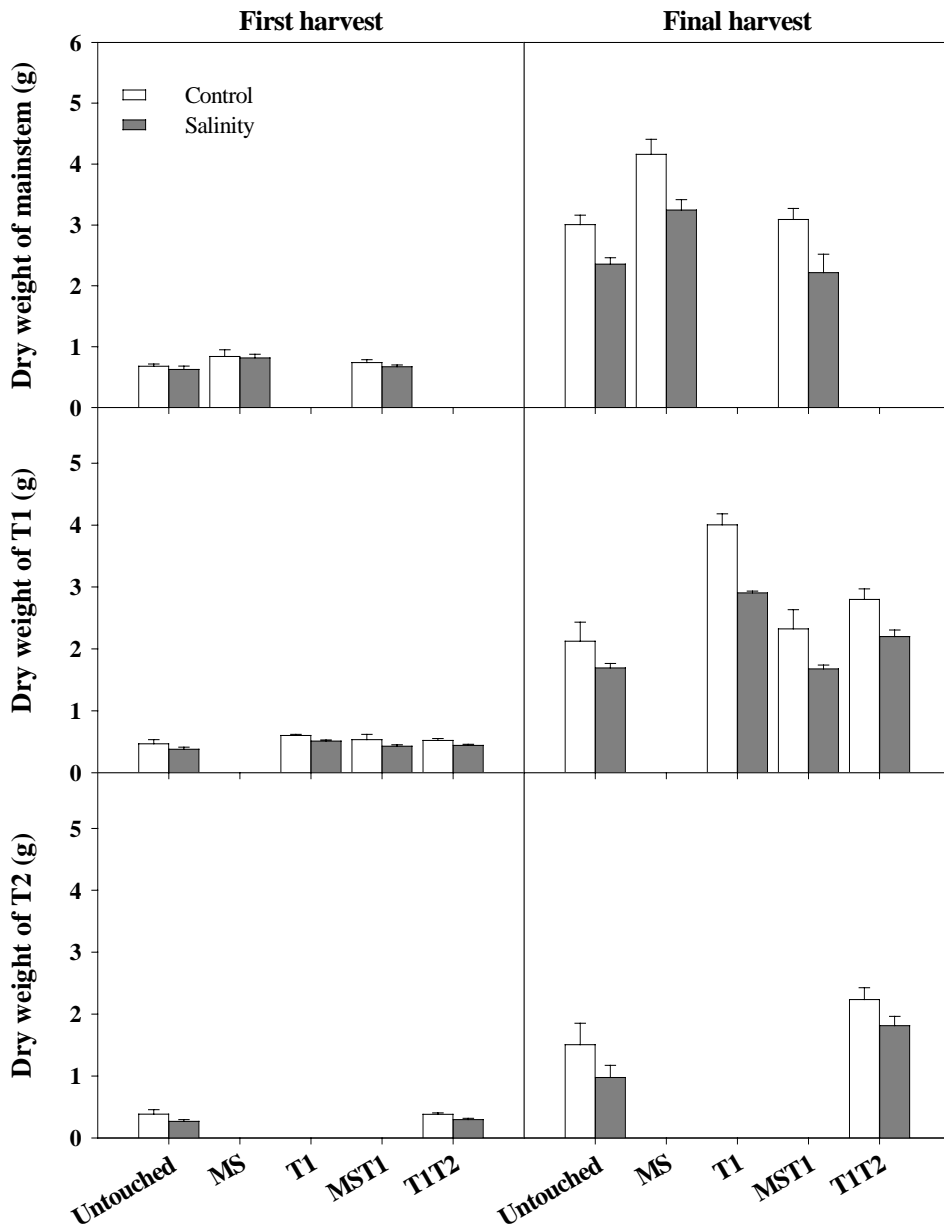 First harvest
Final harvest
Dry weight of mainstem (g)
6
5
4
3
2
1
0
Control
Salinity
Dry weight of T1 (g)
5
4
3
2
1
0
Dry weight of T2 (g)
5
4
3
2
1
0
Untouched
MS
T1
MST1
T1T2
Untouched
MS
T1
MST1
T1T2